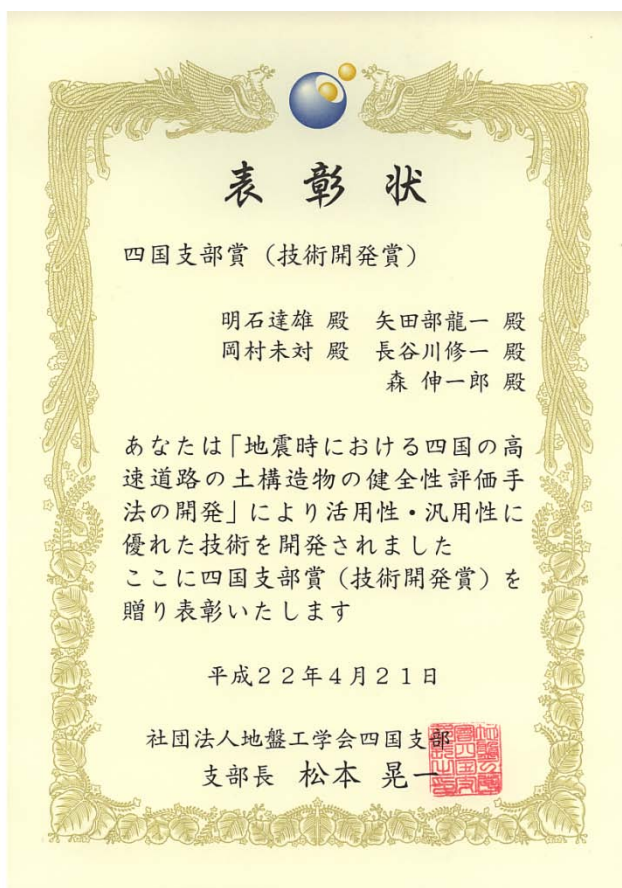 表彰状
四国支部賞（技術開発賞）
明石達雄 殿 矢田部龍一 殿
岡村未対 殿 長谷川修一 殿
森 伸一郎 殿
あなたは「地震時における四国の高
速道路の土構造物の健全性評価手
法の開発」により活用性・汎用性に
優れた技術を開発されました
ここに四国支部賞（技術開発賞）を
贈り表彰いたします
平成２２年４月２１日
社団法人地盤工学会四国支部
支部長 松本 晃一